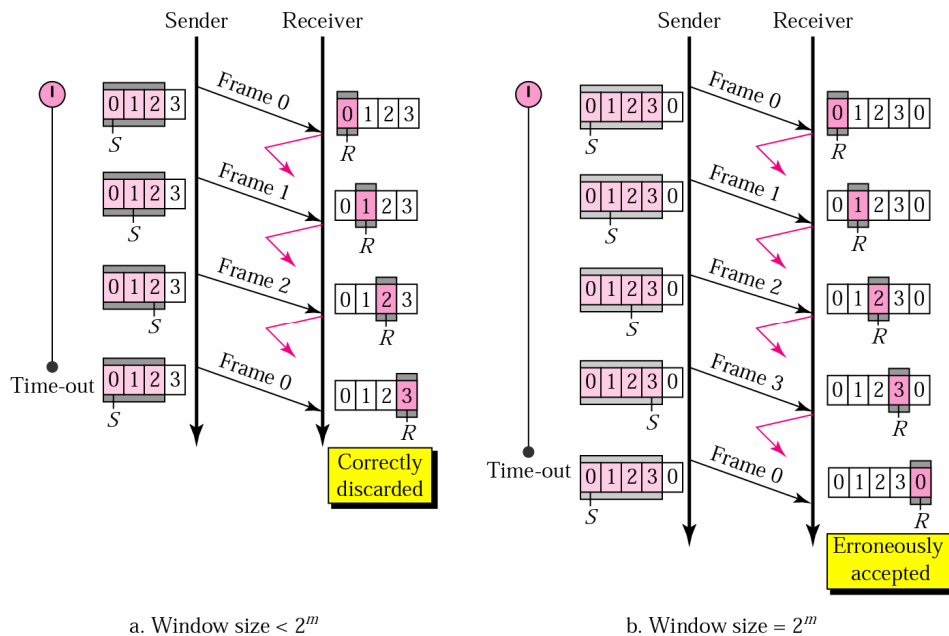 Sender Receiver
0 1 2 3
S
Frame 0
0 1 2 3
R
0 1 2 3
S
Frame 1
0 1 2 3
R
0 1 2 3
S
Frame 2
0 1 2 3
R
Time-out
0 1 2 3
S
Frame 0
0 1 2 3
R
Correctly
discarded
a. Window size < 2^m
Sender Receiver
0 1 2 3 0
S
Frame 0
0 1 2 3 0
R
0 1 2 3 0
S
Frame 1
0 1 2 3 0
R
0 1 2 3 0
S
Frame 2
0 1 2 3 0
R
0 1 2 3 0
S
Frame 3
0 1 2 3 0
R
Time-out
0 1 2 3 0
S
Frame 0
0 1 2 3 0
R
Erroneously
accepted
b. Window size = 2^m